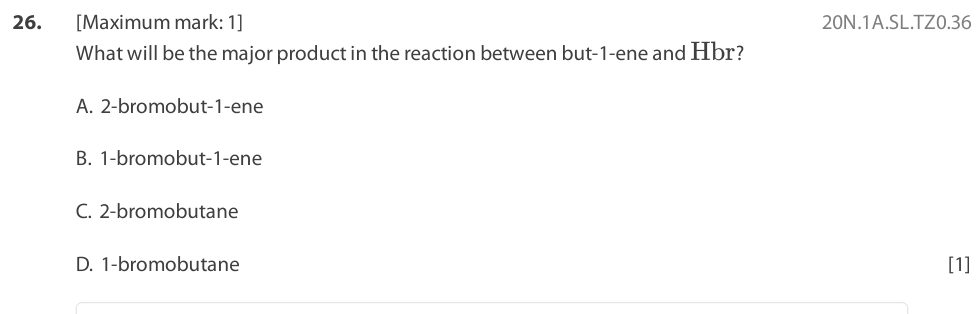 26. [Maximum mark: 1] 20N.1A.SL.TZ0.36
What will be the major product in the reaction between but-1-ene and Hbr?
A. 2-bromobut-1-ene
B. 1-bromobut-1-ene
C. 2-bromobutane
D. 1-bromobutane [1]